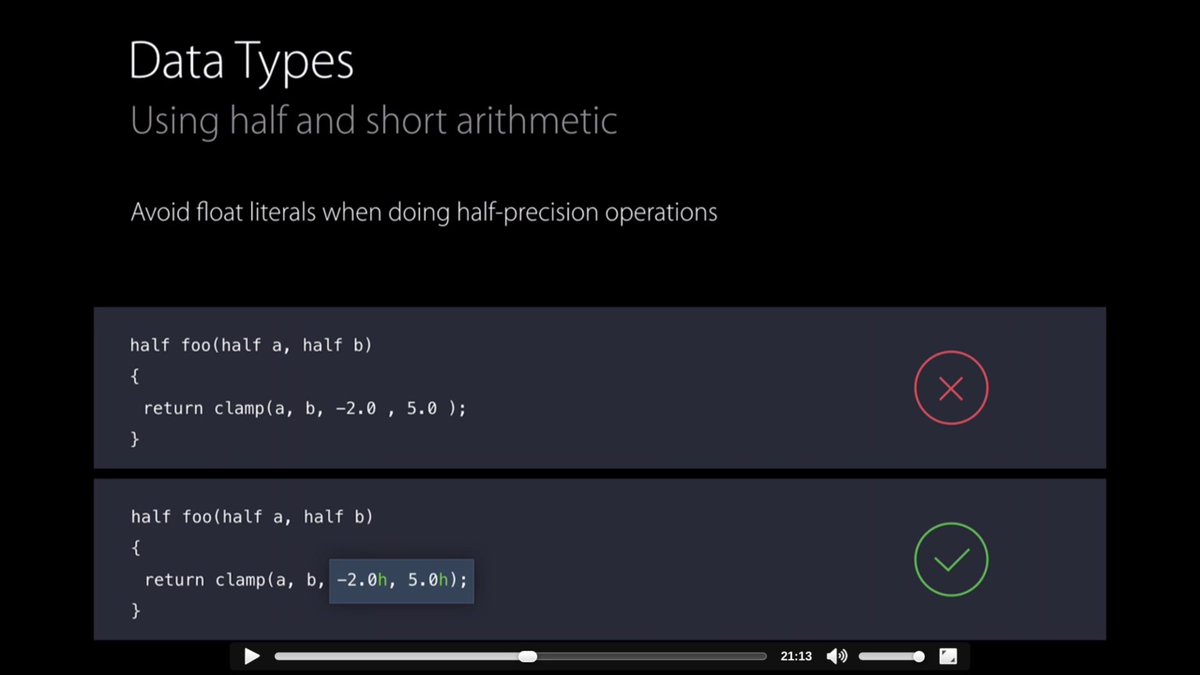 Data Types
Using half and short arithmetic
Avoid float literals when doing half-precision operations
half foo(half a, half b)
{
return clamp(a, b, −2.0 , 5.0 );
}
half foo(half a, half b)
{
return clamp(a, b, −2.0h, 5.0h);
}
21:13